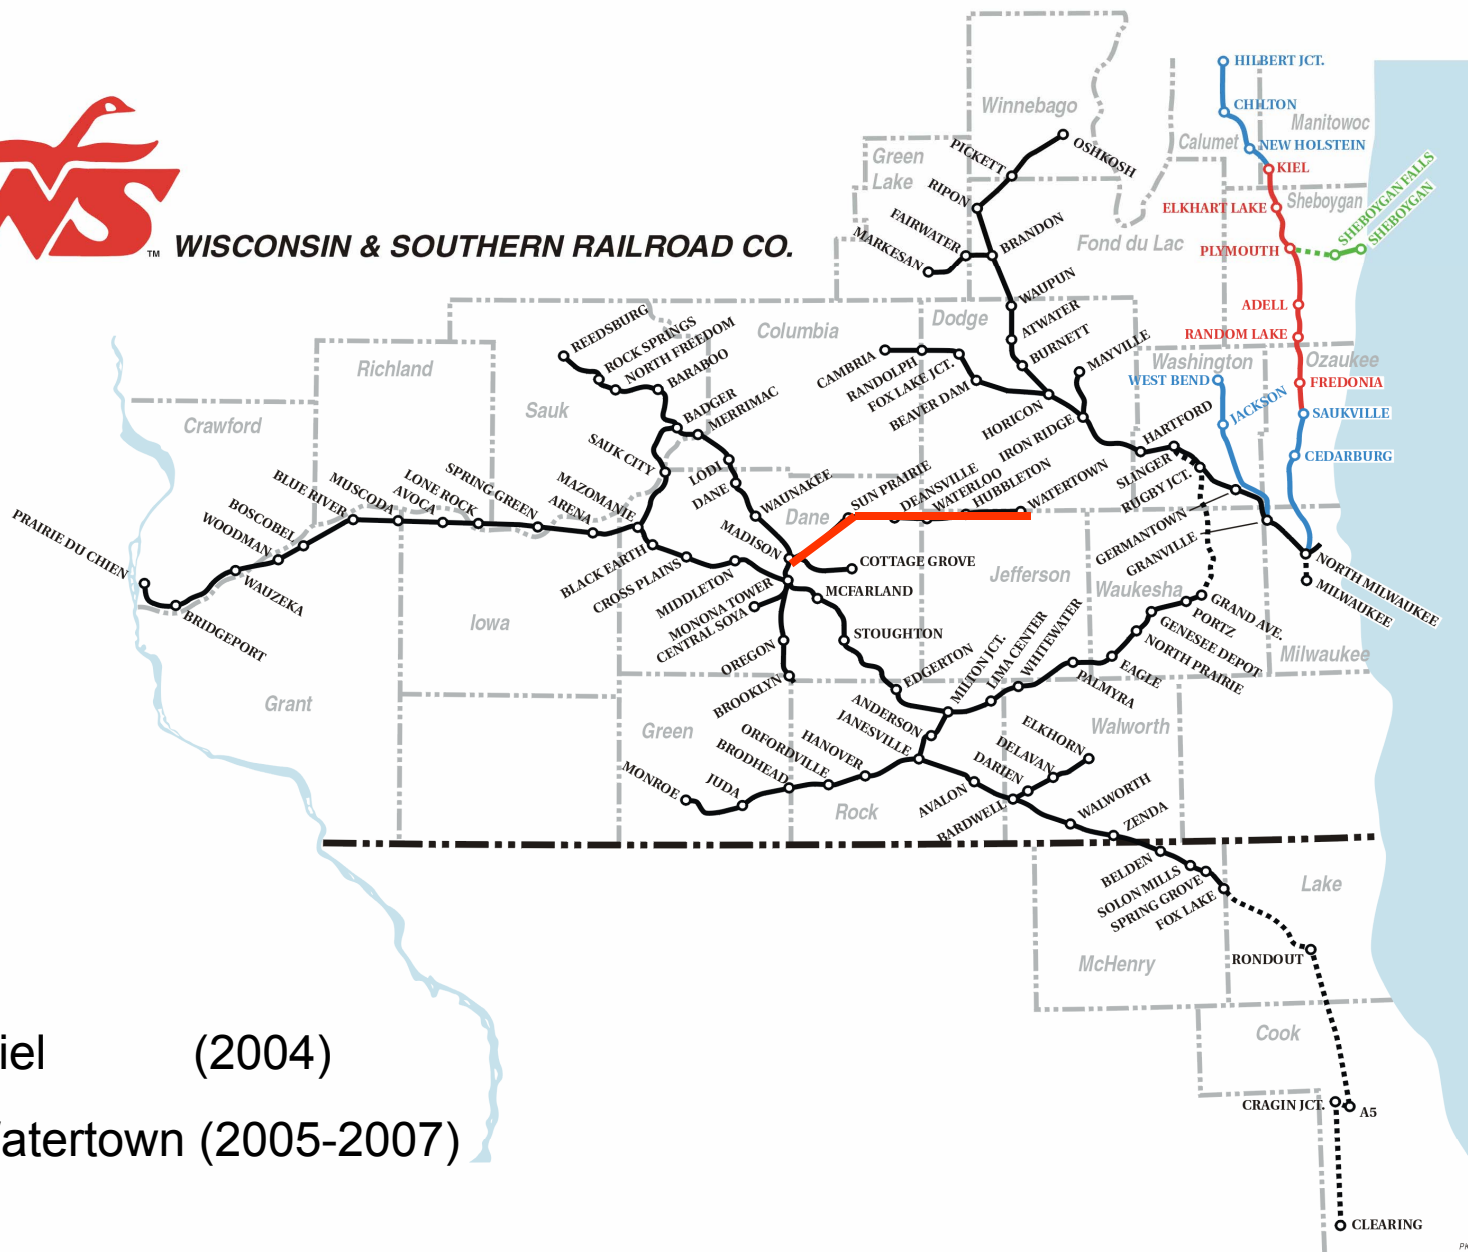 HILBERT JCT.
CHILTON
Winnebago
Manitowoc
Calumet
NEW HOLSTEIN
OSHKOSH
PICKETT
Green
Lake
KIEL
SHEBOYGAN FALLS
SHEBOYGAN
RIPON
ELKHART LAKE
Sheboygan
FAIRWATER
BRANDON
MARKESAN
Fond du Lac
PLYMOUTH
WS
TM
WISCONSIN & SOUTHERN RAILROAD CO.
WAUPUN
ADELL
REEDSBURG
ROCK SPRINGS
NORTH FREEDOM
BARABOO
Columbia
Dodge
ATWATER
BURNETT
MAYVILLE
RANDOM LAKE
Richland
CAMBRIA
RANDOLPH
FOX LAKE JCT.
BEAVER DAM
Washington
Ozaukee
WEST BEND
FREDONIA
Sauk
BADGER
MERRIMAC
HORICON
IRON RIDGE
HARTFORD
JACKSON
SAUKVILLE
Crawford
SAUK CITY
LODI
DANE
WAUNAKEE
SUN PRAIRIE
DEANSVILLE
WATERLOO
HUBBLETON
WATERTOWN
SLINGER
RUGBY JCT.
CEDARBURG
PRAIRIE DU CHIEN
WOODMAN
BOSCOBEL
BLUE RIVER
MUSCODA
AVOCA
LONE ROCK
SPRING GREEN
ARENA
MAZOMANIE
Dane
MADISON
COTTAGE GROVE
GERMANTOWN
GRANVILLE
NORTH MILWAUKEE
MILWAUKEE
BRIDGEPORT
WAUZEKA
BLACK EARTH
CROSS PLAINS
MIDDLETON
MONONA TOWER
CENTRAL SOYA
MCFARLAND
Jefferson
Waukesha
GRAND AVE.
PORTZ
GENESEE DEPOT
NORTH PRAIRIE
EAGLE
PALMYRA
Milwaukee
Iowa
STOUGHTON
OREGON
BROOKLYN
EDGERTON
MILTON JCT.
LIMA CENTER
WHITEWATER
Grant
Green
ANDERSON
JANESVILLE
HANOVER
ORFORDVILLE
BRODHEAD
JUDA
MONROE
Walworth
ELKHORN
DELAVAN
DARIEN
Rock
AVALON
BARDWELL
WALWORTH
ZENDA
BELDEN
SOLON MILLS
SPRING GROVE
FOX LAKE
Lake
McHenry
RONDOUT
Cook
iel (2004)
atertown (2005-2007)
CRAGIN JCT.
A5
CLEARING